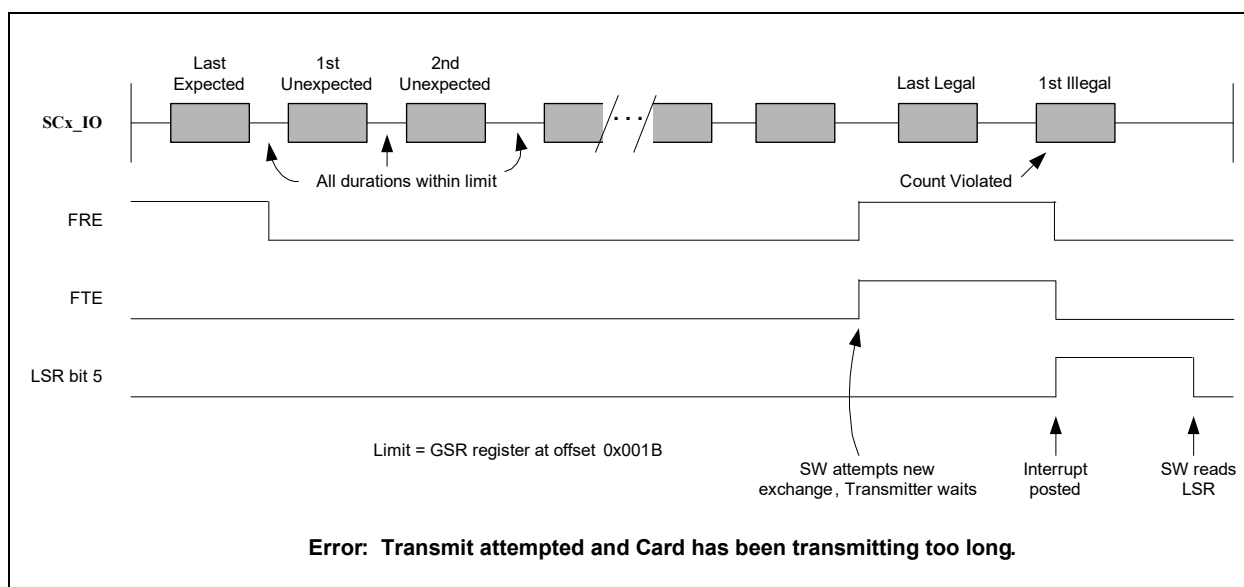 Last
Expected
1st
Unexpected
2nd
Unexpected
Last Legal
1st Illegal
SCx_IO
. . .
All durations within limit
Count Violated
FRE
FTE
LSR bit 5
Limit = GSR register at offset 0x001B
SW attempts new
exchange, Transmitter waits
Interrupt
posted
SW reads
LSR
Error: Transmit attempted and Card has been transmitting too long.